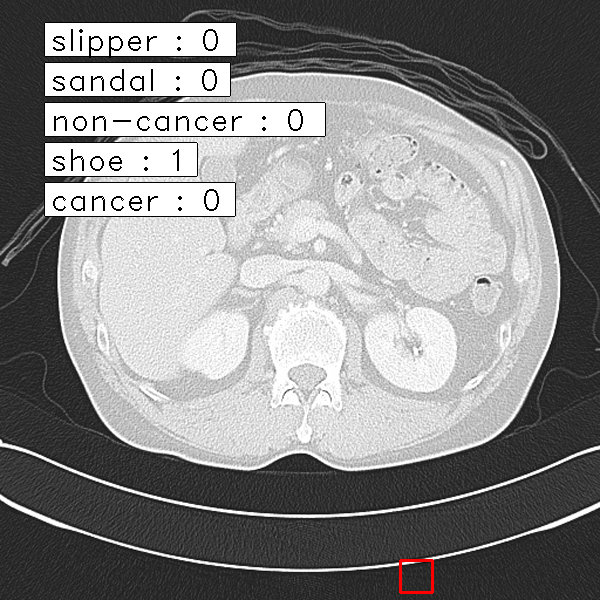 slipper : 0
sandal : 0
non-cancer : 0
shoe : 1
cancer : 0